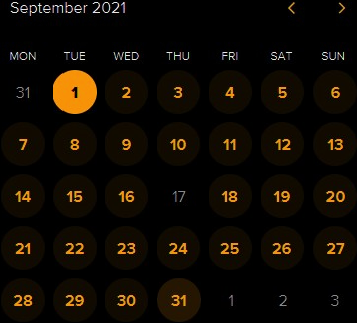 September 2021
MON TUE WED THU FRI SAT SUN
31 1 2 3 4 5 6
7 8 9 10 11 12 13
14 15 16 17 18 19 20
21 22 23 24 25 26 27
28 29 30 31 1 2 3